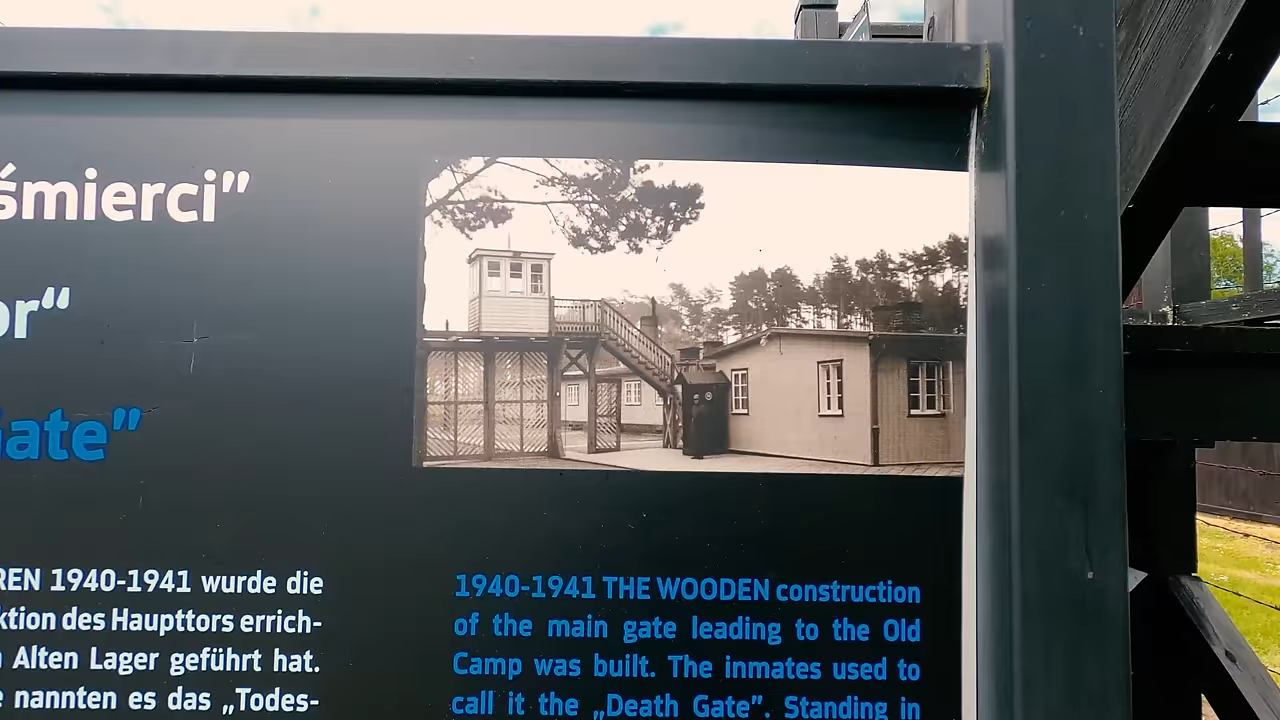 śmierci"
or“
Gate”
REN 1940-1941 wurde die
ktion des Haupttors errich-
Alten Lager geführt hat.
nannten es das „Todes-
1940-1941 THE WOODEN construction
of the main gate leading to the Old
Camp was built. The inmates used to
call it the „Death Gate”. Standing in